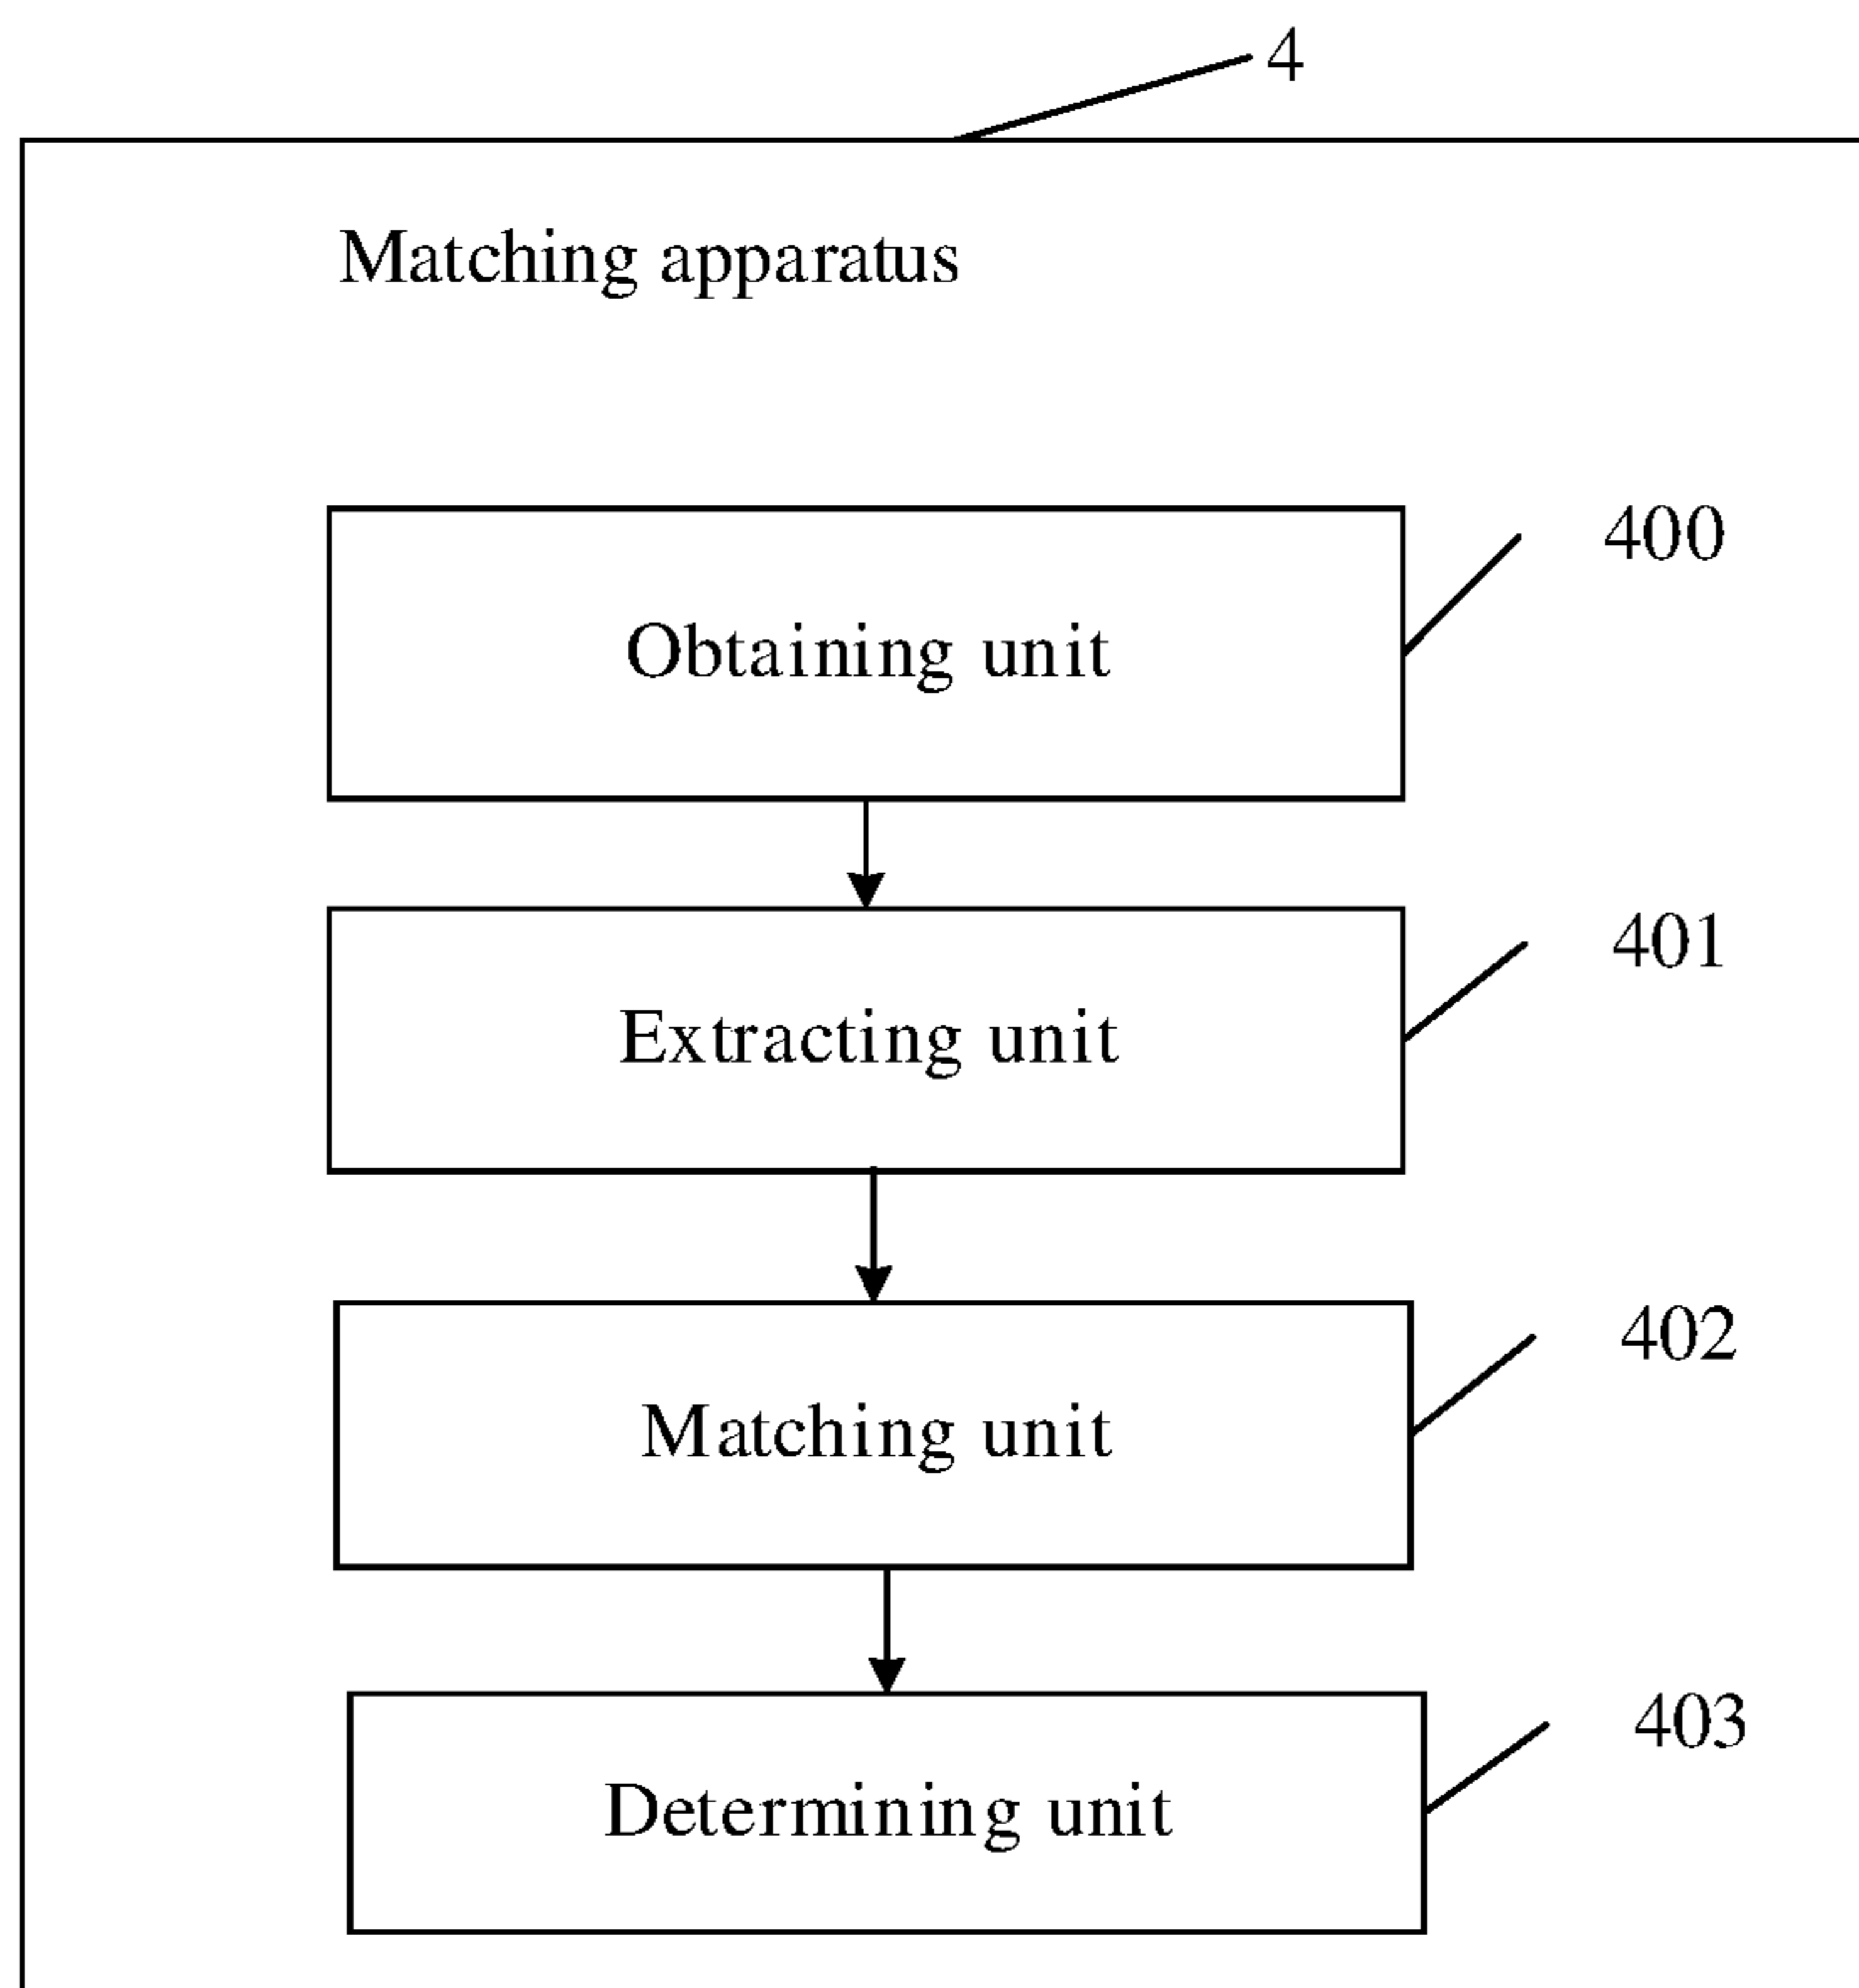 4
Matching apparatus
400
Obtaining unit
401
Extracting unit
402
Matching unit
403
Determining unit